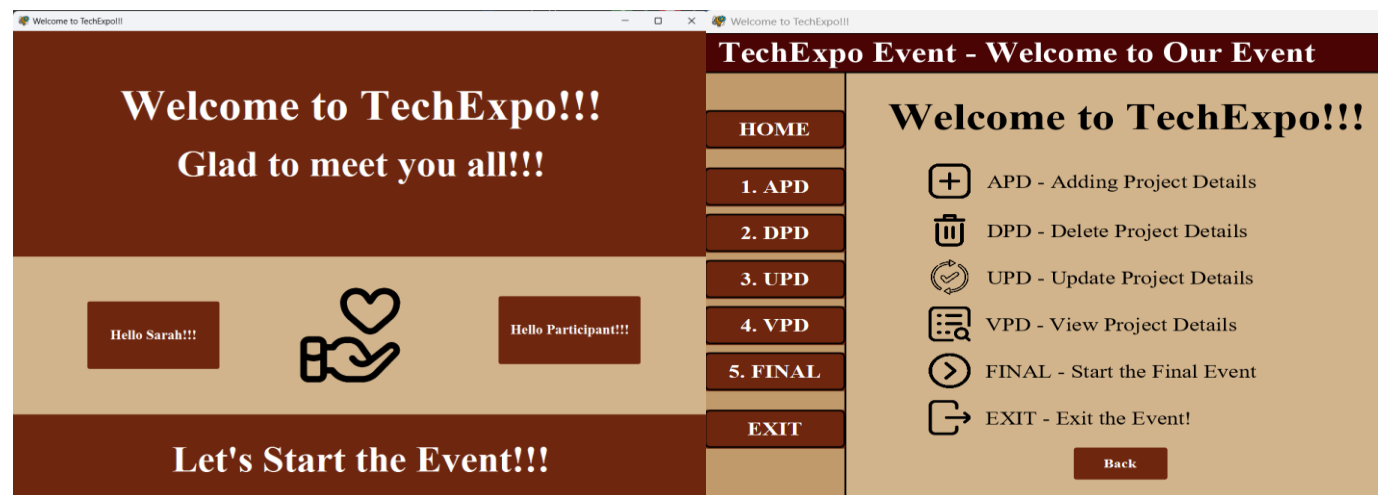 Welcome to TechExpo!!!
Welcome to TechExpo!!!
Glad to meet you all!!!
Hello Sarah!!!
Hello Participant!!!
Let's Start the Event!!!
Welcome to TechExpo!!!
TechExpo Event - Welcome to Our Event
HOME
1. APD
2. DPD
3. UPD
4. VPD
5. FINAL
EXIT
Welcome to TechExpo!!!
APD - Adding Project Details
DPD - Delete Project Details
UPD - Update Project Details
VPD - View Project Details
FINAL - Start the Final Event
EXIT - Exit the Event!
Back